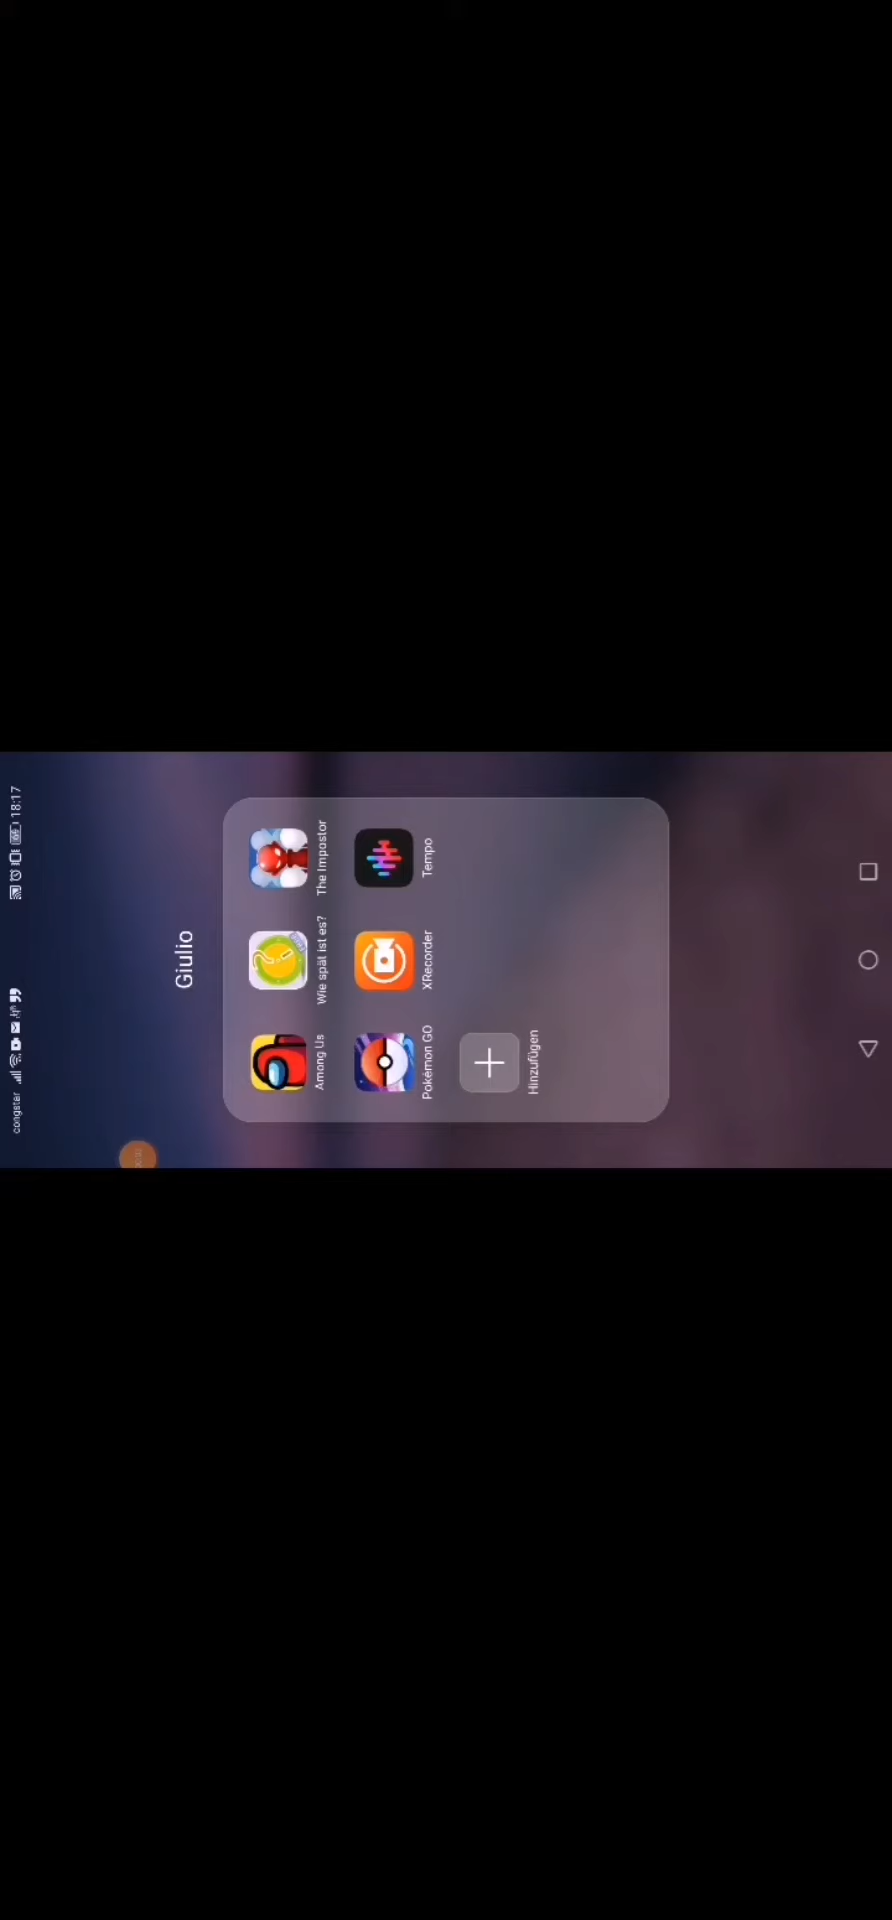 congstar 18:17
Giulio
Among Us Wie spät ist es? The Impostor
Pokémon GO XRecorder Tempo
Hinzufügen